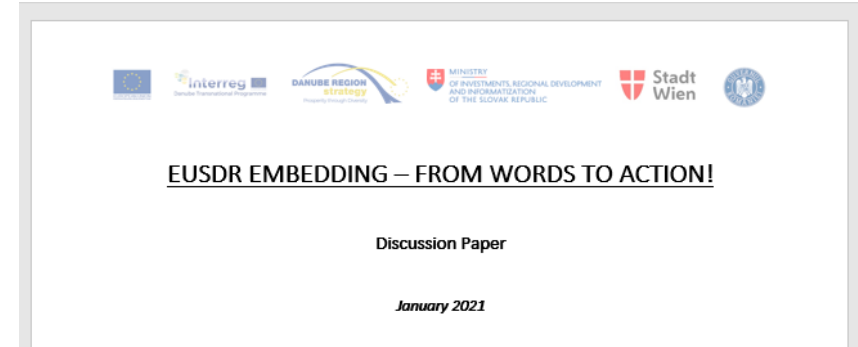 Interreg
Danube Transnational Programme
DANUBE REGION
strategy
Prosperity through Diversity
MINISTRY
OF INVESTMENTS, REGIONAL DEVELOPMENT
AND INFORMATIZATION
OF THE SLOVAK REPUBLIC
Stadt
Wien
EUSDR EMBEDDING – FROM WORDS TO ACTION!
Discussion Paper
January 2021